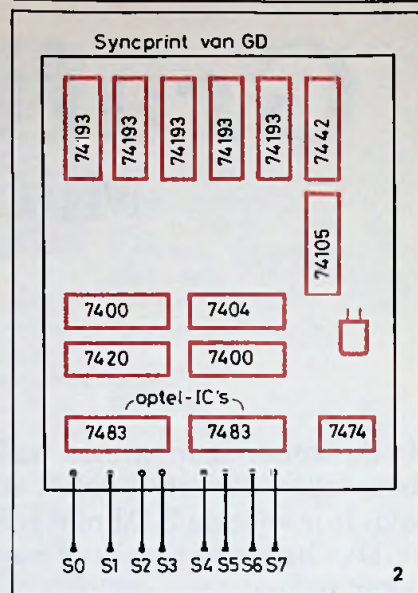 Syncprint van GD
74193 74193 74193 74193 74193 7442
74105
7400 7404
7420 7400
optel-IC's
7483 7483 7474
S0 S1 S2 S3 S4 S5 S6 S7
2